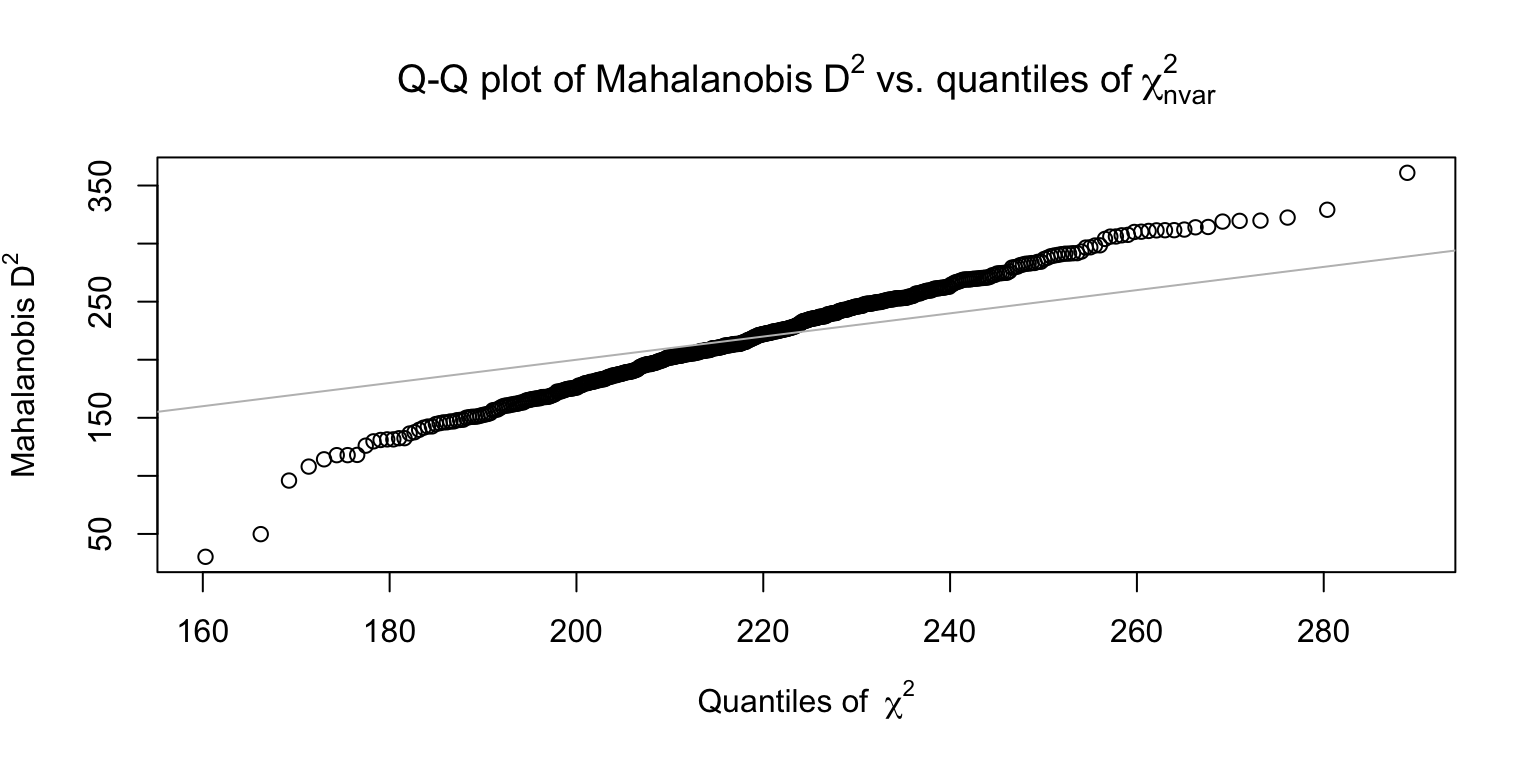 Q-Q plot of Mahalanobis D² vs. quantiles of χ²nvar
Mahalanobis D²
350
250
150
50
160 180 200 220 240 260 280
Quantiles of χ²